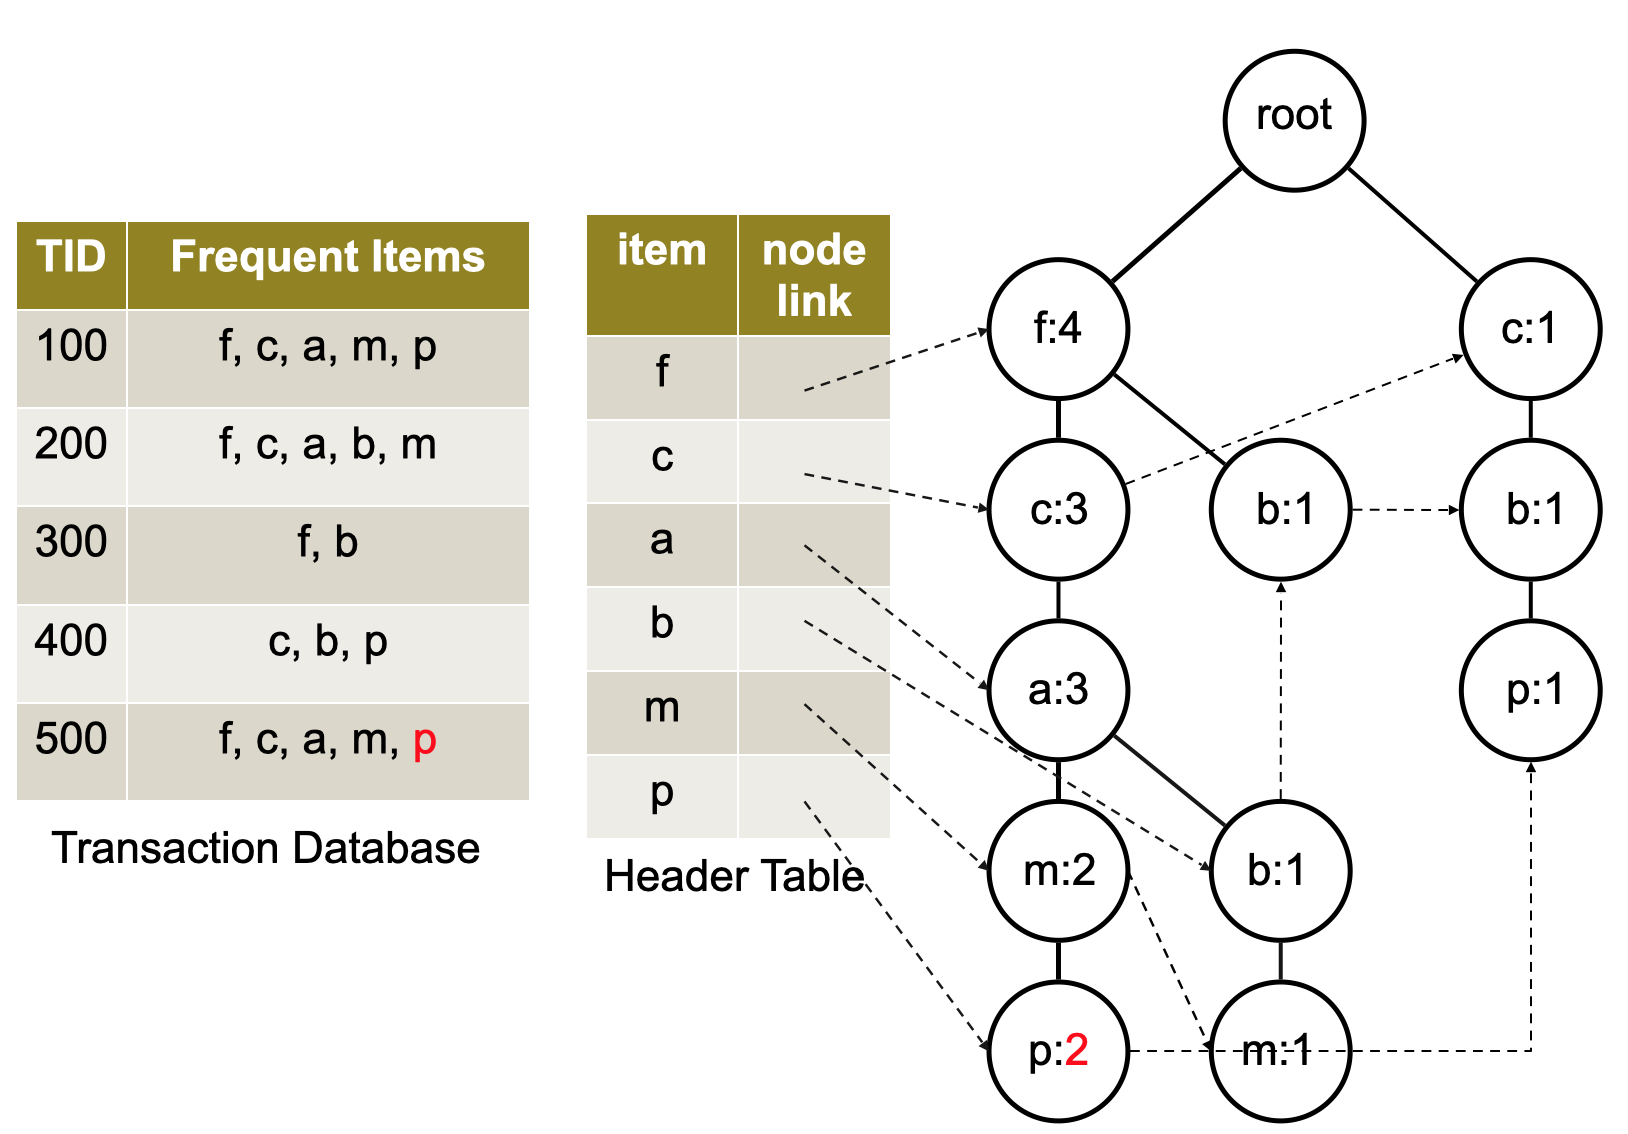 TID Frequent Items
100 f, c, a, m, p
200 f, c, a, b, m
300 f, b
400 c, b, p
500 f, c, a, m, p
Transaction Database
item node
link
f
c
a
b
m
p
Header Table
root
f:4 c:1
c:3 b:1 b:1
a:3 p:1
m:2 b:1
p:2 m:1